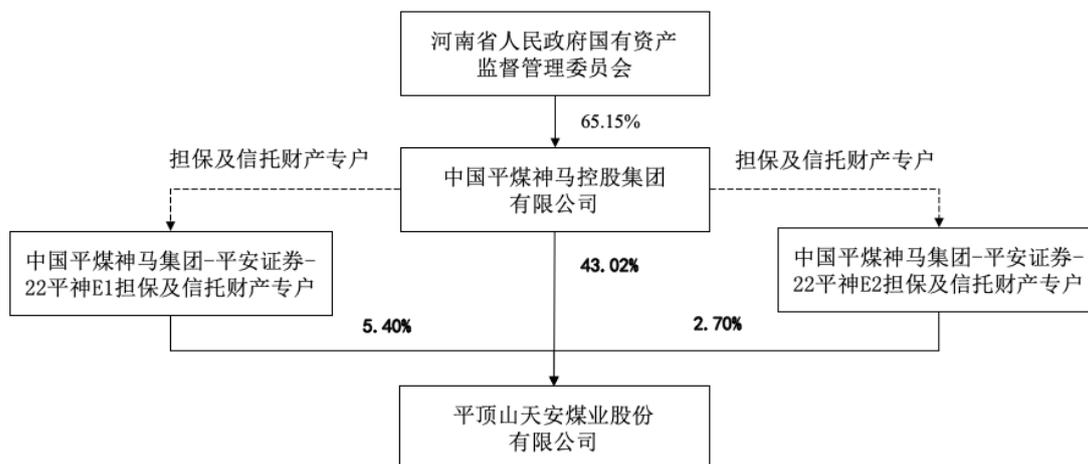 河南省人民政府国有资产
监督管理委员会
65.15%
担保及信托财产专户
担保及信托财产专户
中国平煤神马控股集团
有限公司
中国平煤神马集团-平安证券-
22平神E1担保及信托财产专户
43.02%
中国平煤神马集团-平安证券-
22平神E2担保及信托财产专户
5.40%
2.70%
平顶山天安煤业股份
有限公司